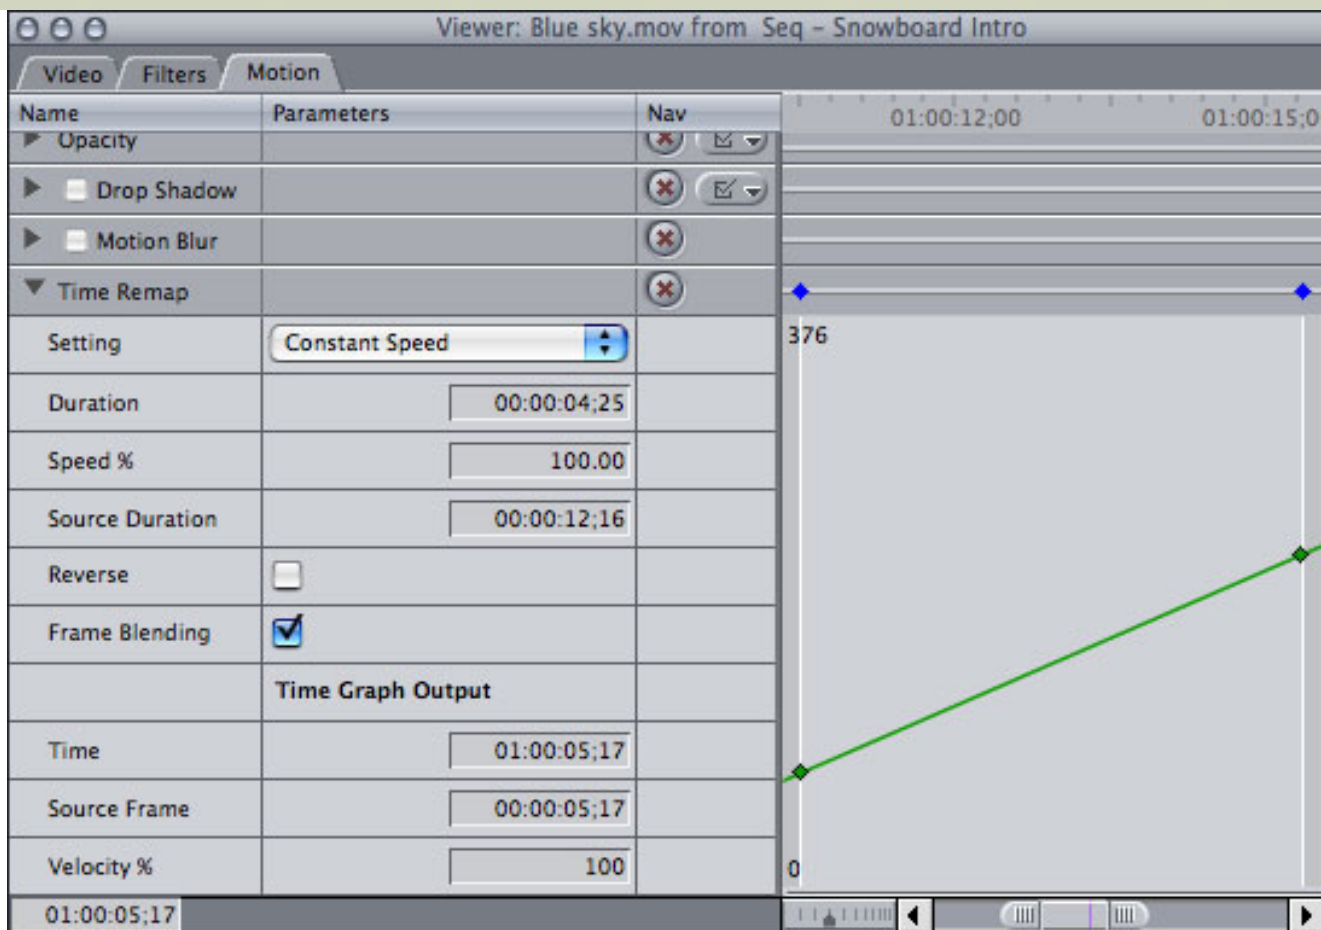 Viewer: Blue sky.mov from Seq – Snowboard Intro
Video Filters Motion
Name Parameters Nav 01:00:12;00 01:00:15;0
Opacity
Drop Shadow
Motion Blur
Time Remap
Setting Constant Speed 376
Duration 00:00:04;25
Speed % 100.00
Source Duration 00:00:12;16
Reverse
Frame Blending
Time Graph Output
Time 01:00:05;17
Source Frame 00:00:05;17
Velocity % 100 0
01:00:05;17